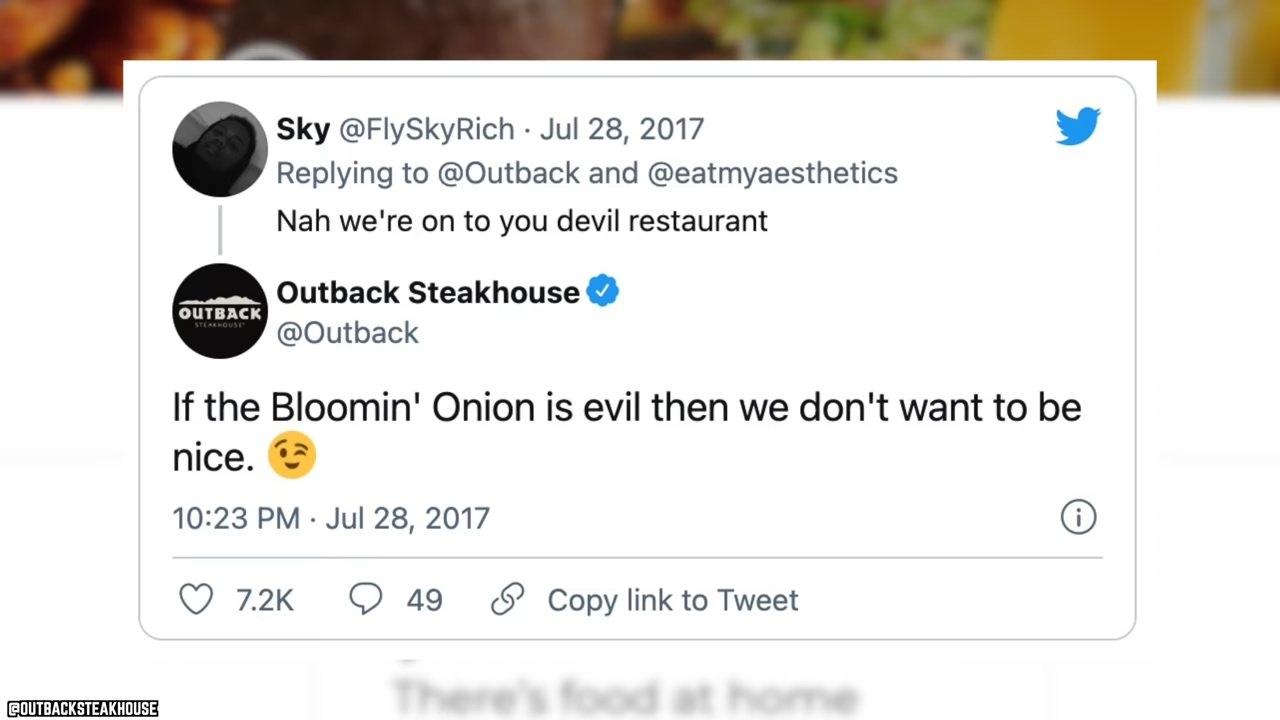 Sky @FlySkyRich · Jul 28, 2017
Replying to @Outback and @eatmyaesthetics
Nah we're on to you devil restaurant
OUTBACK
STEAKHOUSE
Outback Steakhouse
@Outback
If the Bloomin' Onion is evil then we don't want to be
nice. 😉
10:23 PM · Jul 28, 2017
7.2K 49 Copy link to Tweet
There's food at home
@OUTBACKSTEAKHOUSE